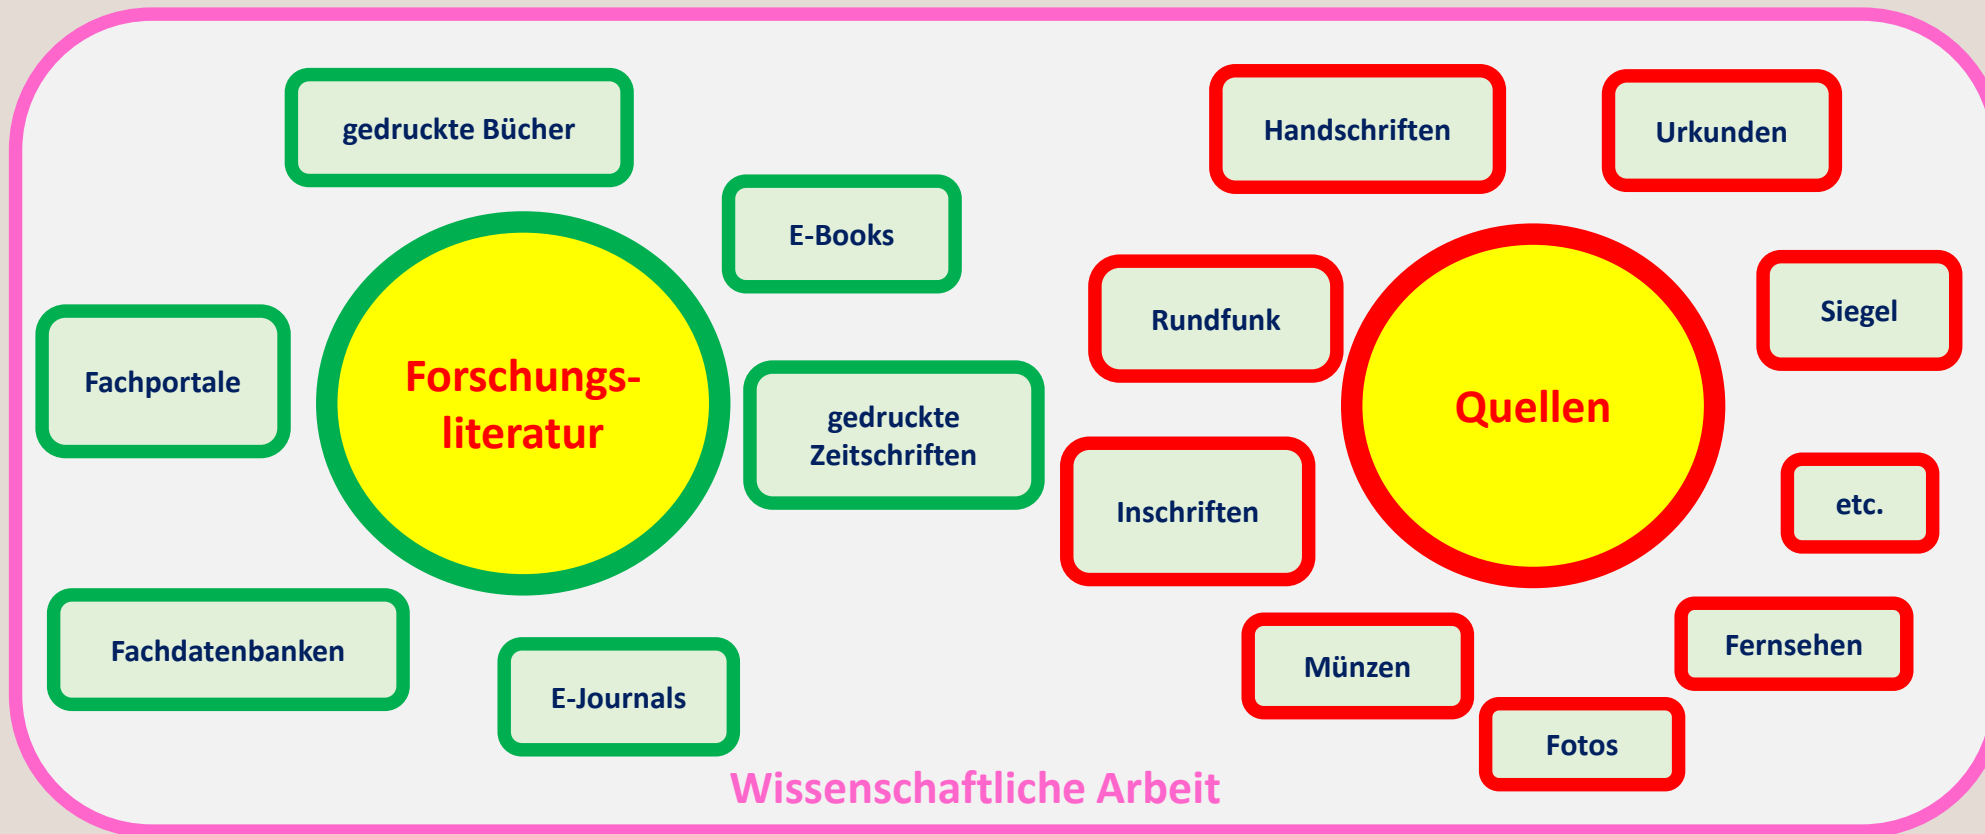 gedruckte Bücher
E-Books
Fachportale
Forschungs-
literatur
gedruckte
Zeitschriften
Fachdatenbanken
E-Journals
Handschriften
Urkunden
Rundfunk
Siegel
Quellen
Inschriften
etc.
Münzen
Fernsehen
Fotos
Wissenschaftliche Arbeit